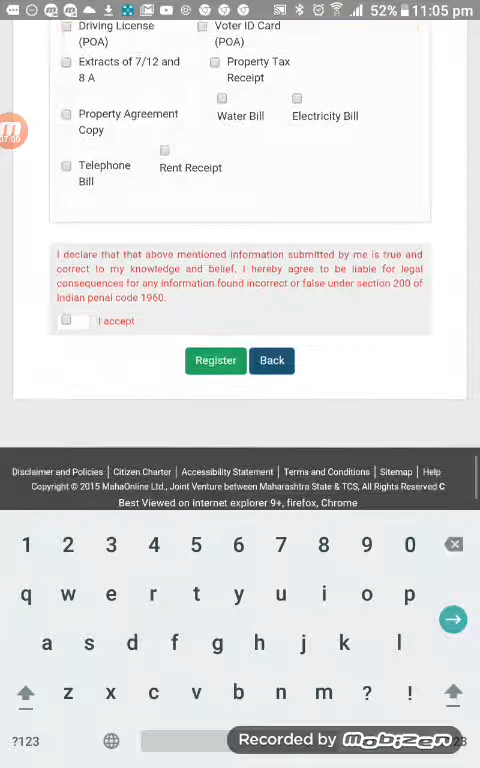 52% 11:05 pm
Driving License Voter ID Card
(POA) (POA)
Extracts of 7/12 and Property Tax
8 A Receipt
Property Agreement Water Bill Electricity Bill
Copy
Telephone Rent Receipt
Bill
I declare that that above mentioned information submitted by me is true and
correct to my knowledge and belief. I hereby agree to be liable for legal
consequences for any information found incorrect or false under section 200 of
Indian penal code 1960.
I accept
Register Back
Disclaimer and Policies | Citizen Charter | Accessibility Statement | Terms and Conditions | Sitemap | Help
Copyright © 2015 MahaOnline Ltd., Joint Venture between Maharashtra State & TCS, All Rights Reserved C
Best Viewed on internet explorer 9+, firefox, Chrome
1 2 3 4 5 6 7 8 9 0
q w e r t y u i o p
a s d f g h j k l
z x c v b n m ? !
?123 Recorded by Mobizen 23